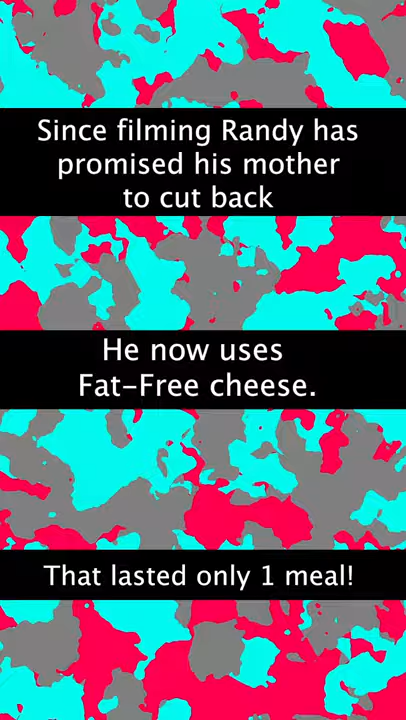 Since filming Randy has
promised his mother
to cut back
He now uses
Fat-Free cheese.
That lasted only 1 meal!